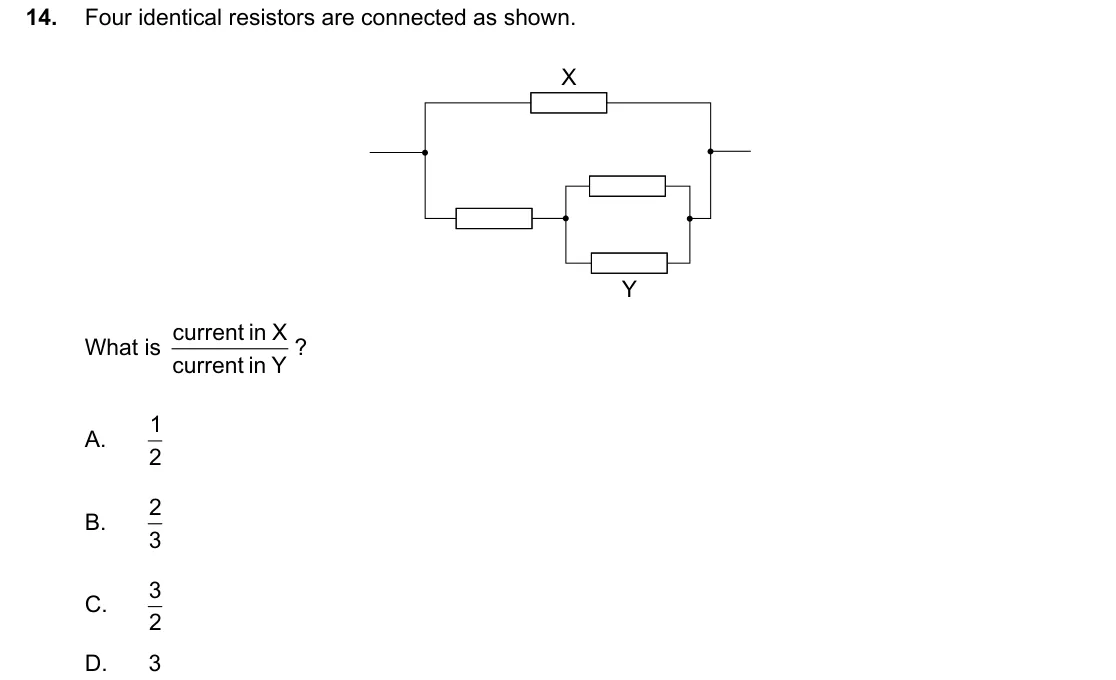 14. Four identical resistors are connected as shown.
X
Y
What is current in X / current in Y ?
A. 1/2
B. 2/3
C. 3/2
D. 3